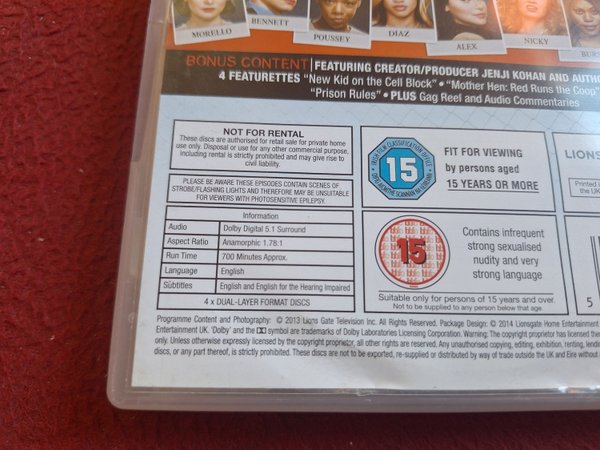 MORELLO
BENNETT
POUSSEY
DIAZ
ALEX
NICKY
BONUS CONTENT FEATURING CREATOR/PRODUCER JENJI KOHAN AND
4 FEATURETTES "New Kid on the Cell Block" • "Mother Hen: Red Runs the Coop"
"Prison Rules" • PLUS Gag Reel and Audio Commentaries
NOT FOR RENTAL
These discs are authorised for retail sale for private home
use only. Disposal or use for any other commercial purpose,
including rental is strictly prohibited and may give rise to
civil liability.
PLEASE BE AWARE THESE EPISODES CONTAIN SCENES OF
STROBE/FLASHING LIGHTS AND THEREFORE MAY BE UNSUITABLE
FOR VIEWERS WITH PHOTOSENSITIVE EPILEPSY.
Information
Audio Dolby Digital 5.1 Surround
Aspect Ratio Anamorphic 1.78:1
Run Time 700 Minutes Approx.
Language English
Subtitles English and English for the Hearing Impaired
4 x DUAL-LAYER FORMAT DISCS
IRISH FILM CLASSIFICATION OFFICE
15
FIT FOR VIEWING
by persons aged
15 YEARS OR MORE
15
Contains infrequent
strong sexualised
nudity and very
strong language
Suitable only for persons of 15 years and over.
Not to be supplied to any person below that age.
LIONS
Printed
the UK
5
Programme Content and Photography: © 2013 Lions Gate Television Inc. All Rights Reserved. Package Design: © 2014 Lionsgate Home Entertainment
Entertainment UK. 'Dolby' and the DD symbol are trademarks of Dolby Laboratories Licensing Corporation. Warning: The copyright proprietor has licensed
only. Unless otherwise expressly licensed by the copyright proprietor, all other rights are reserved. Any unauthorised copying, editing, exhibition, renting,
discs, or any part thereof, is strictly prohibited. These discs are not to be exported, re-supplied or distributed by way of trade outside the UK and Eire without